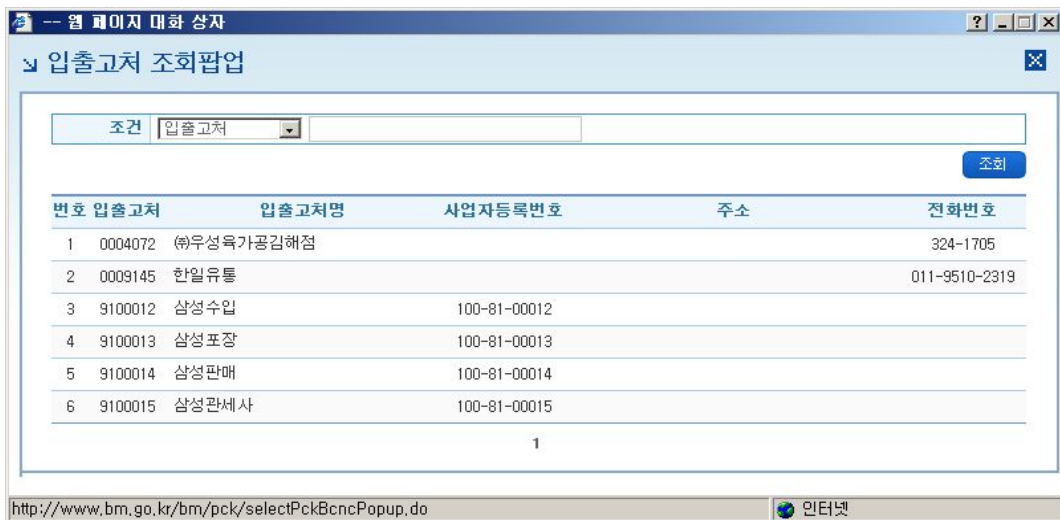 -- 웹 페이지 대화 상자
입출고처 조회팝업
조건 입출고처
조회
번호 입출고처 입출고처명 사업자등록번호 주소 전화번호
1 0004072 ㈜우성육가공김해점 324-1705
2 0009145 한일유통 011-9510-2319
3 9100012 삼성수입 100-81-00012
4 9100013 삼성포장 100-81-00013
5 9100014 삼성판매 100-81-00014
6 9100015 삼성관세사 100-81-00015
1
http://www.bm.go.kr/bm/pck/selectPckBcncPopup.do 인터넷